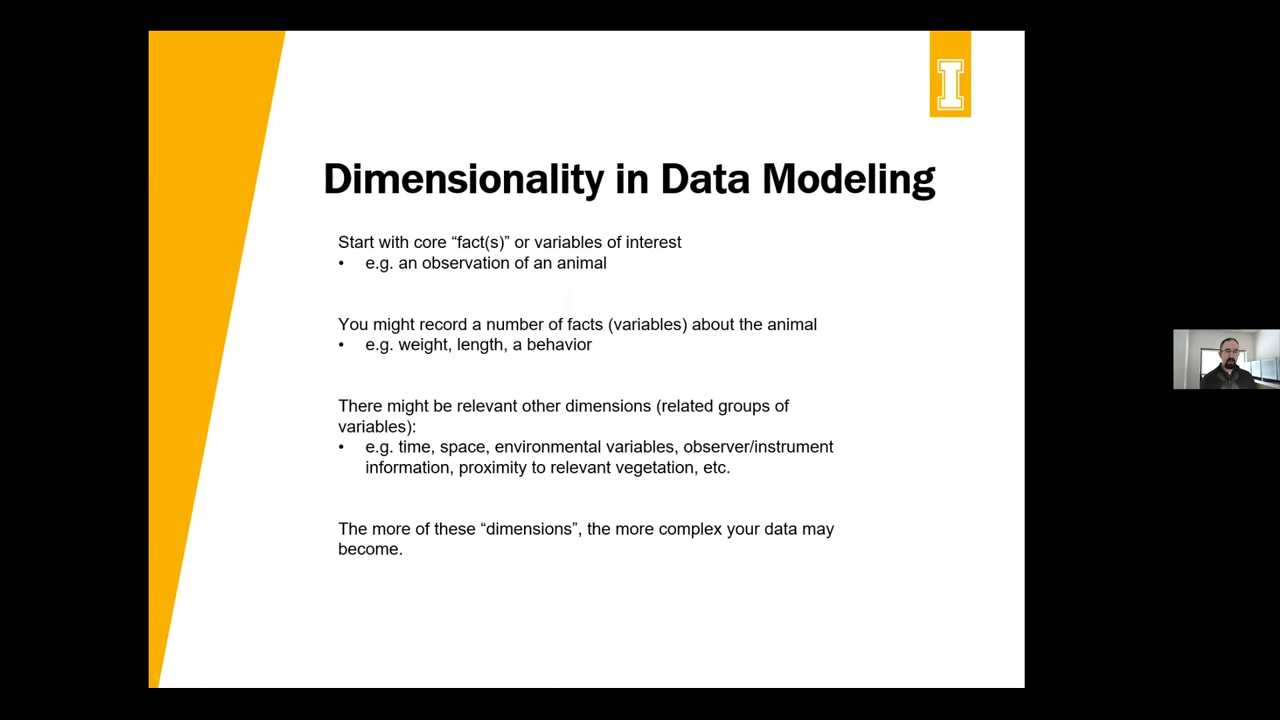 I
Dimensionality in Data Modeling
Start with core “fact(s)” or variables of interest
• e.g. an observation of an animal
You might record a number of facts (variables) about the animal
• e.g. weight, length, a behavior
There might be relevant other dimensions (related groups of
variables):
• e.g. time, space, environmental variables, observer/instrument
information, proximity to relevant vegetation, etc.
The more of these “dimensions”, the more complex your data may
become.